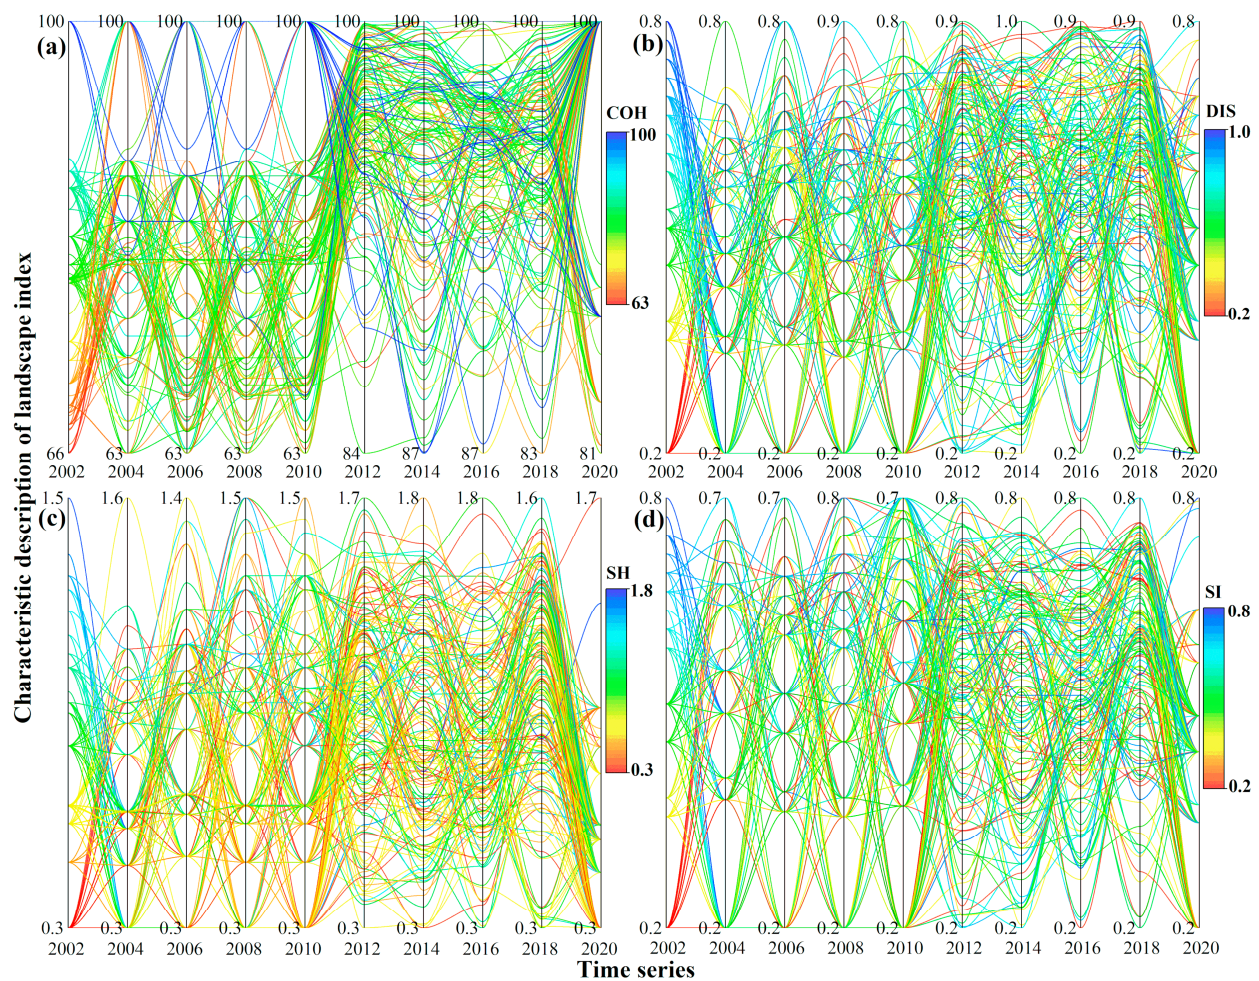 100 100 100 100 100 100 100 100 100 100
(a)
COH
100
63
66 63 63 63 63 84 87 87 83 81
2002 2004 2006 2008 2010 2012 2014 2016 2018 2020
0.8 0.8 0.8 0.9 0.8 0.9 1.0 0.9 0.9 0.8
(b)
DIS
1.0
0.2
0.2 0.2 0.2 0.2 0.2 0.2 0.2 0.2 0.2 0.2
2002 2004 2006 2008 2010 2012 2014 2016 2018 2020
Characteristic description of landscape index
1.5 1.6 1.4 1.5 1.5 1.7 1.8 1.8 1.6 1.7
(c)
SH
1.8
0.3
0.3 0.3 0.3 0.3 0.3 0.3 0.3 0.3 0.3 0.3
2002 2004 2006 2008 2010 2012 2014 2016 2018 2020
0.8 0.7 0.7 0.8 0.7 0.8 0.8 0.8 0.8 0.8
(d)
SI
0.8
0.2
0.2 0.2 0.2 0.2 0.2 0.2 0.2 0.2 0.2 0.2
2002 2004 2006 2008 2010 2012 2014 2016 2018 2020
Time series